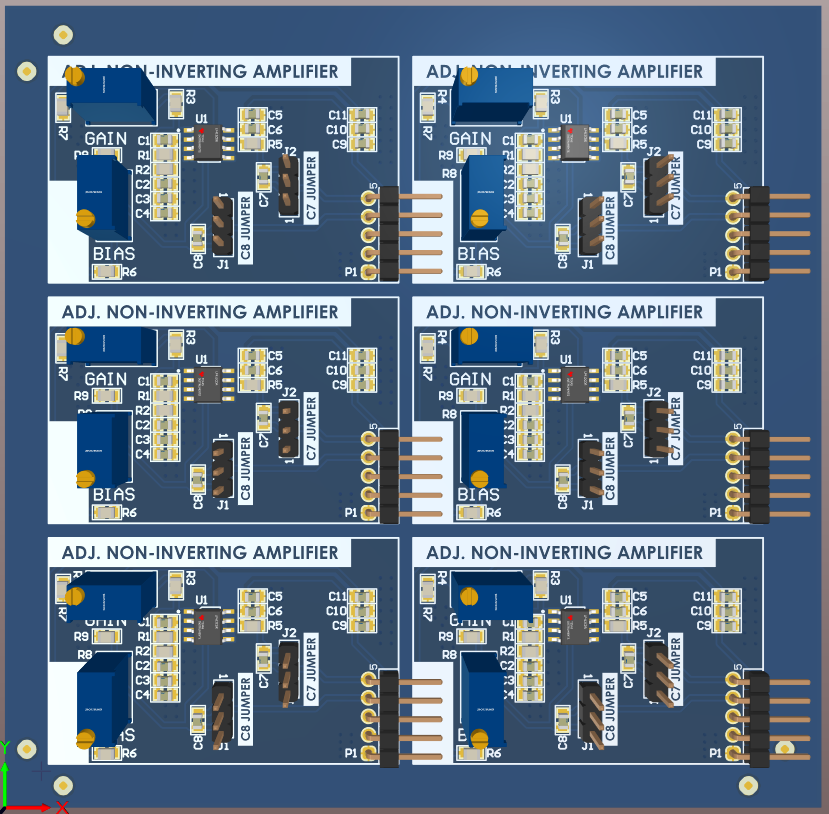 ADJ. NON-INVERTING AMPLIFIER
R7
R3
GAIN
R9
U1
C1
R1
R2
C2
C3
C4
C5
C6
R5
C11
C10
C9
J2
C7
C7 JUMPER
1
1
C8 JUMPER
C8
J1
BIAS
R6
5
P1
ADJ. NON-INVERTING AMPLIFIER
R4
R3
GAIN
R9
R8
U1
C1
R1
R2
C2
C3
C4
C5
C6
R5
C11
C10
C9
J2
C7
C7 JUMPER
1
1
C8 JUMPER
C8
J1
BIAS
R6
5
P1
ADJ. NON-INVERTING AMPLIFIER
R7
R3
GAIN
R9
R8
U1
C1
R1
R2
C2
C3
C4
C5
C6
R5
C11
C10
C9
J2
C7
C7 JUMPER
1
1
C8 JUMPER
C8
J1
BIAS
R6
5
P1
ADJ. NON-INVERTING AMPLIFIER
R4
R3
GAIN
R9
R8
U1
C1
R1
R2
C2
C3
C4
C5
C6
R5
C11
C10
C9
J2
C7
C7 JUMPER
1
1
C8 JUMPER
C8
J1
BIAS
R6
5
P1
ADJ. NON-INVERTING AMPLIFIER
R7
R3
GAIN
R9
R8
U1
C1
R1
R2
C2
C3
C4
C5
C6
R5
C11
C10
C9
J2
C7
C7 JUMPER
1
C8 JUMPER
C8
J1
R6
5
P1
ADJ. NON-INVERTING AMPLIFIER
R4
R3
GAIN
R9
R8
U1
C1
R1
R2
C2
C3
C4
C5
C6
R5
C11
C10
C9
J2
C7
C7 JUMPER
1
C8 JUMPER
C8
J1
R6
5
P1
Y
X